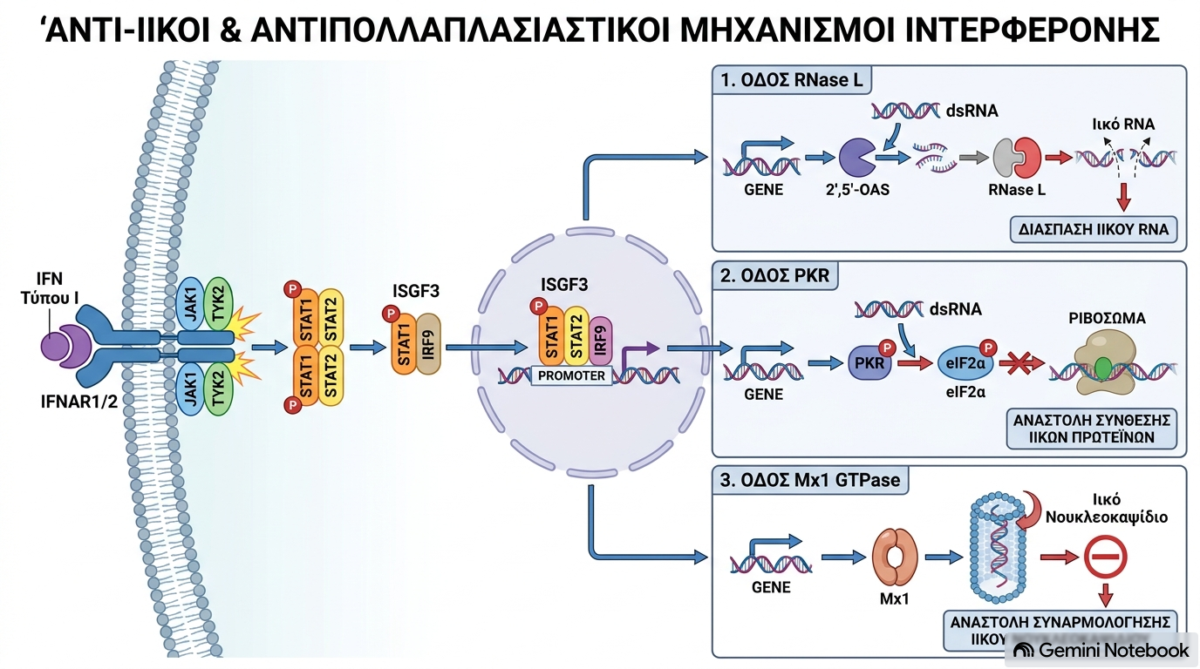 'ΑΝΤΙ-ΙΙΚΟΙ & ΑΝΤΙΠΟΛΛΑΠΛΑΣΙΑΣΤΙΚΟΙ ΜΗΧΑΝΙΣΜΟΙ ΙΝΤΕΡΦΕΡΟΝΗΣ
IFN
Τύπου I
IFNAR1/2
JAK1
TYK2
JAK1
TYK2
P
STAT1
STAT2
STAT1
STAT2
P
ISGF3
P
STAT1
IRF9
ISGF3
P
STAT1
STAT2
IRF9
PROMOTER
1. ΟΔΟΣ RNase L
dsRNA
GENE
2',5'-OAS
RNase L
Ιικό RNA
ΔΙΑΣΠΑΣΗ ΙΙΚΟΥ RNA
2. ΟΔΟΣ PKR
dsRNA
GENE
PKR
P
eIF2α
P
eIF2α
ΡΙΒΟΣΩΜΑ
ΑΝΑΣΤΟΛΗ ΣΥΝΘΕΣΗΣ
ΙΙΚΩΝ ΠΡΩΤΕΪΝΩΝ
3. ΟΔΟΣ Mx1 GTPase
GENE
Mx1
Ιικό
Νουκλεοκαψίδιο
ΑΝΑΣΤΟΛΗ ΣΥΝΑΡΜΟΛΟΓΗΣΗΣ
ΙΙΚΟΥ
Gemini Notebook